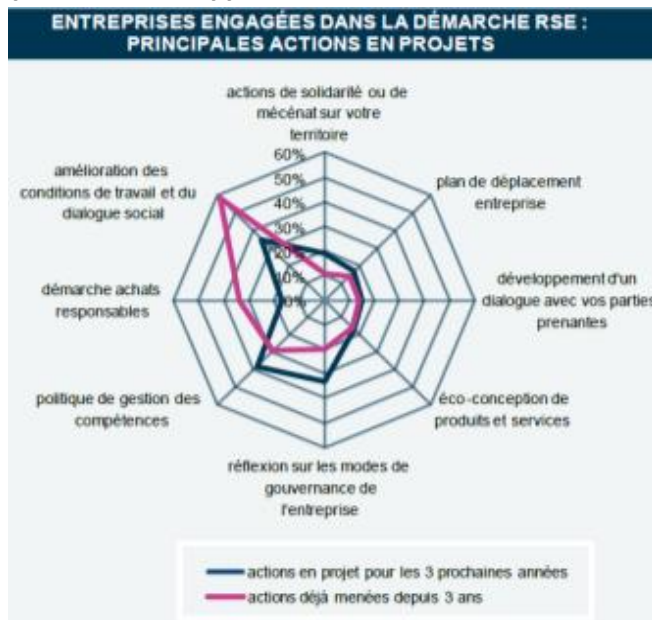 ENTREPRISES ENGAGÉES DANS LA DÉMARCHE RSE :
PRINCIPALES ACTIONS EN PROJETS
actions de solidarité ou de
mécénat sur votre
territoire
60%
50%
40%
30%
20%
10%
0%
plan de déplacement
entreprise
développement d'un
dialogue avec vos parties
prenantes
éco-conception de
produits et services
réflexion sur les modes de
gouvernance de
l'entreprise
politique de gestion des
compétences
démarche achats
responsables
amélioration des
conditions de travail et du
dialogue social
actions en projet pour les 3 prochaines années
actions déjà menées depuis 3 ans